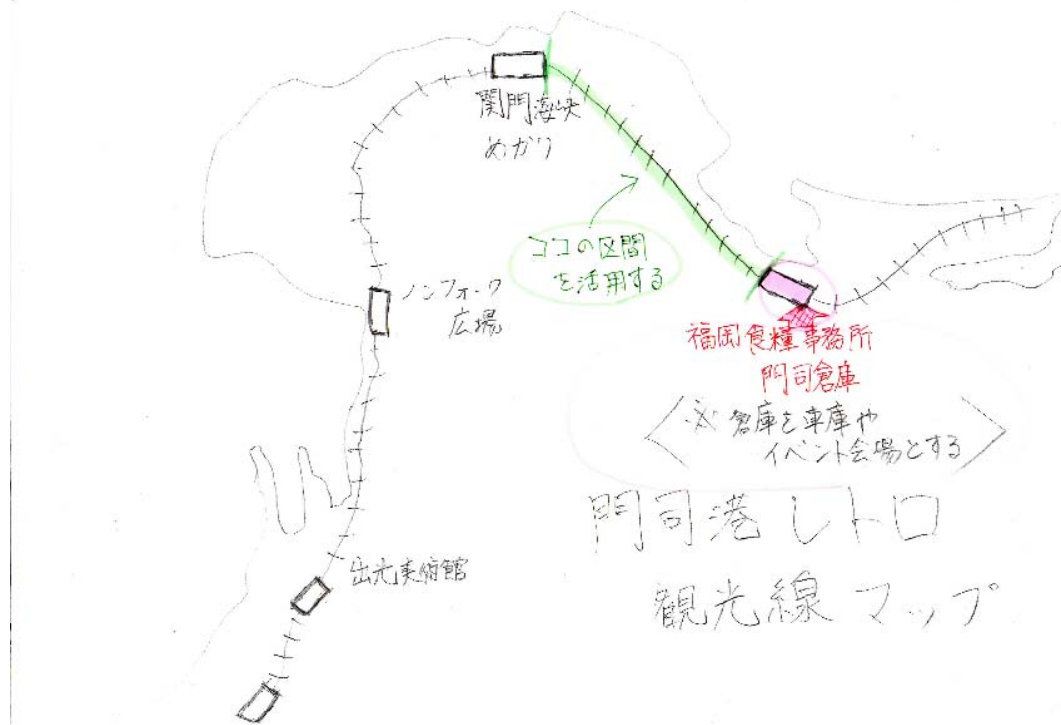 関門海峡
めかり
ココの区間
を活用する
ノーフォーク
広場
福岡食糧事務所
門司倉庫
※ 倉庫を車庫や
イベント会場とする
出光美術館
門司港レトロ
観光線マップ